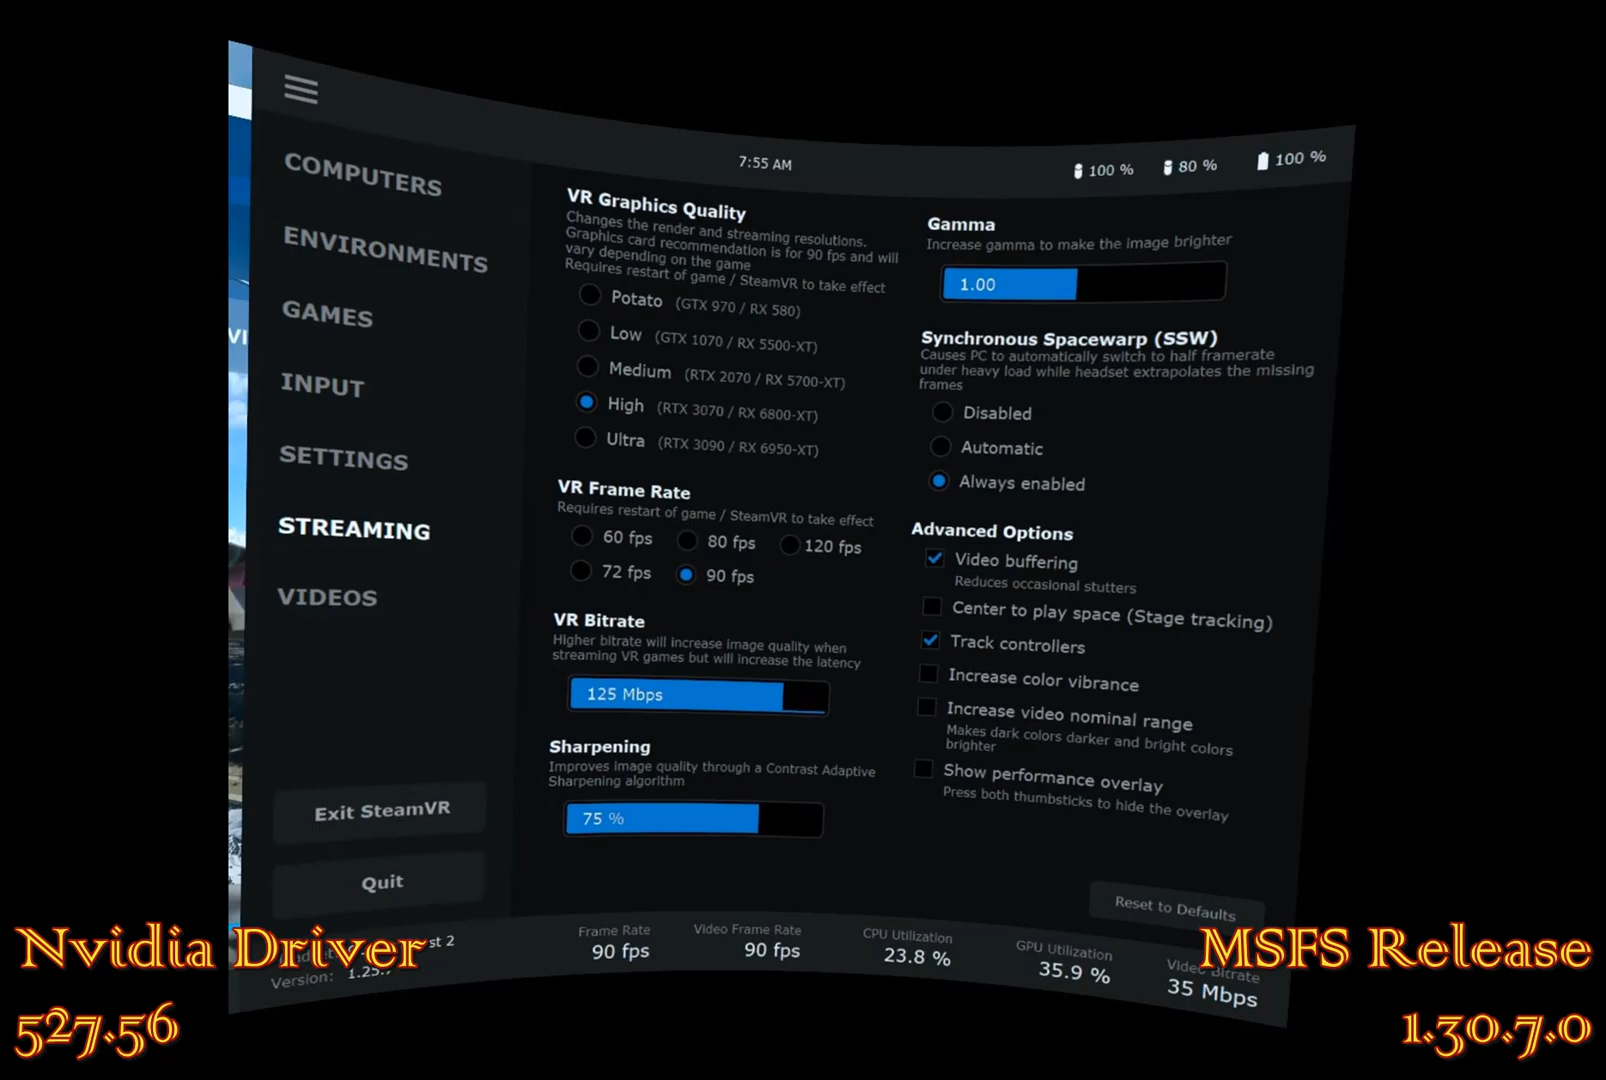 7:55 AM
100 %
80 %
100 %
COMPUTERS
ENVIRONMENTS
GAMES
INPUT
SETTINGS
STREAMING
VIDEOS
Exit SteamVR
Quit
VR Graphics Quality
Changes the render and streaming resolutions.
Graphics card recommendation is for 90 fps and will
vary depending on the game
Requires restart of game / SteamVR to take effect
Potato (GTX 970 / RX 580)
Low (GTX 1070 / RX 5500-XT)
Medium (RTX 2070 / RX 5700-XT)
High (RTX 3070 / RX 6800-XT)
Ultra (RTX 3090 / RX 6950-XT)
VR Frame Rate
Requires restart of game / SteamVR to take effect
60 fps 80 fps 120 fps
72 fps 90 fps
VR Bitrate
Higher bitrate will increase image quality when
streaming VR games but will increase the latency
125 Mbps
Sharpening
Improves image quality through a Contrast Adaptive
Sharpening algorithm
75 %
Gamma
Increase gamma to make the image brighter
1.00
Synchronous Spacewarp (SSW)
Causes PC to automatically switch to half framerate
under heavy load while headset extrapolates the missing
frames
Disabled
Automatic
Always enabled
Advanced Options
Video buffering
Reduces occasional stutters
Center to play space (Stage tracking)
Track controllers
Increase color vibrance
Increase video nominal range
Makes dark colors darker and bright colors
brighter
Show performance overlay
Press both thumbsticks to hide the overlay
Reset to Defaults
st 2
Version: 1.25.
Frame Rate
90 fps
Video Frame Rate
90 fps
CPU Utilization
23.8 %
GPU Utilization
35.9 %
Video Bitrate
35 Mbps
Nvidia Driver
527.56
MSFS Release
1.30.7.0